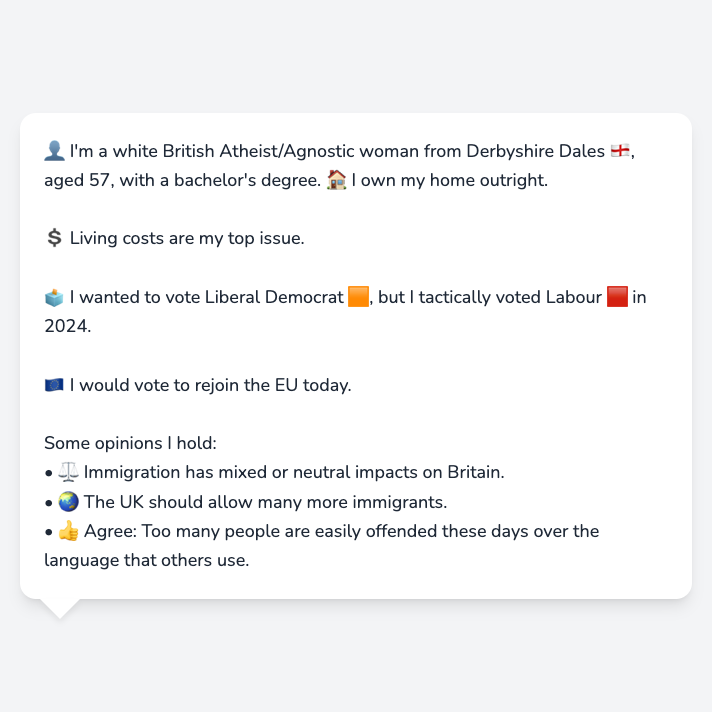 👤 I'm a white British Atheist/Agnostic woman from Derbyshire Dales 🏴󠁧󠁢󠁥󠁮󠁧󠁿,
aged 57, with a bachelor's degree. 🏠 I own my home outright.
💲 Living costs are my top issue.
🗳️ I wanted to vote Liberal Democrat 🟧, but I tactically voted Labour 🟥 in
2024.
🇪🇺 I would vote to rejoin the EU today.
Some opinions I hold:
• ⚖️ Immigration has mixed or neutral impacts on Britain.
• 🌏 The UK should allow many more immigrants.
• 👍 Agree: Too many people are easily offended these days over the
language that others use.